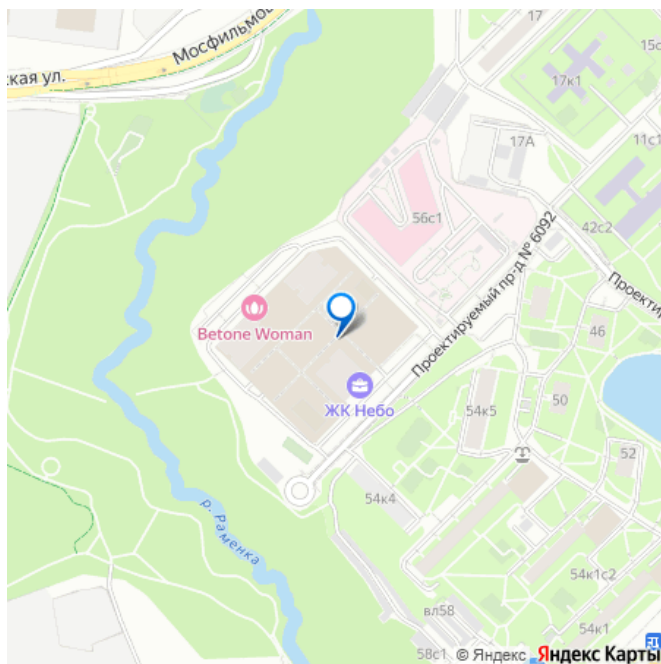 Мосфильмов
ская ул.
17
15с
17к1
17А
11с1
56с1
42с2
Проектируемый пр-д № 6092
Проектиру
Betone Woman
46
ЖК Небо
50
54к5
52
54к4
р. Раменка
54к1с2
вл58
54к1
58с1
© Яндекс Яндекс Карты